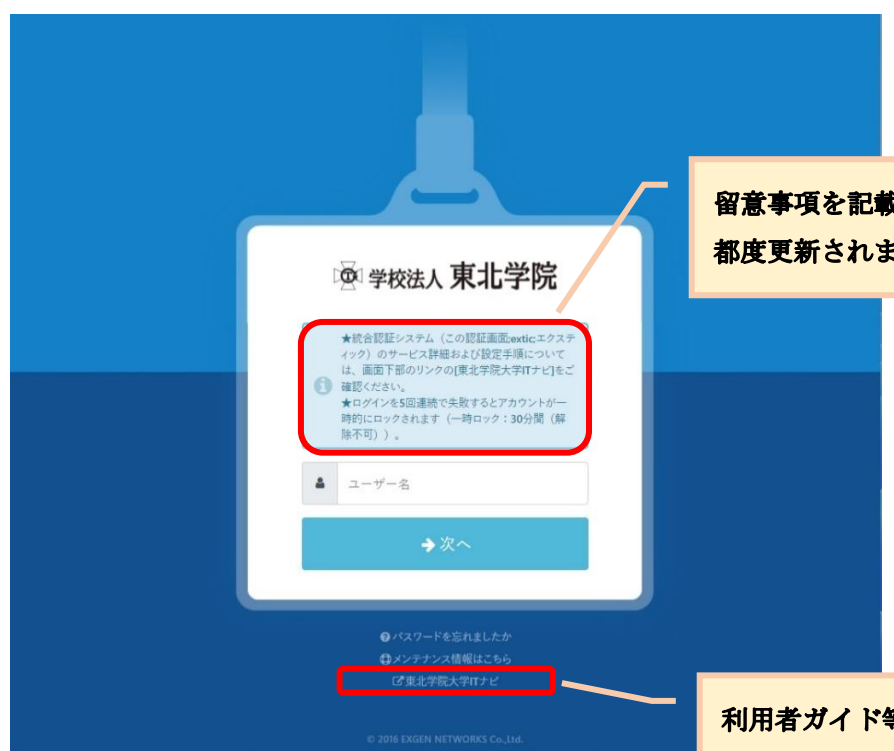 学校法人 東北学院
留意事項を記載
都度更新されま
★統合認証システム（この認証画面;extic:エクステ
ィック）のサービス詳細および設定手順について
は、画面下部のリンクの[東北学院大学ITナビ]をご
確認ください。
★ログインを5回連続で失敗するとアカウントが一
時的にロックされます（一時ロック：30分間（解
除不可））。
ユーザー名
次へ
パスワードを忘れましたか
メンテナンス情報はこちら
東北学院大学ITナビ
利用者ガイド等
© 2016 EXGEN NETWORKS Co.,Ltd.